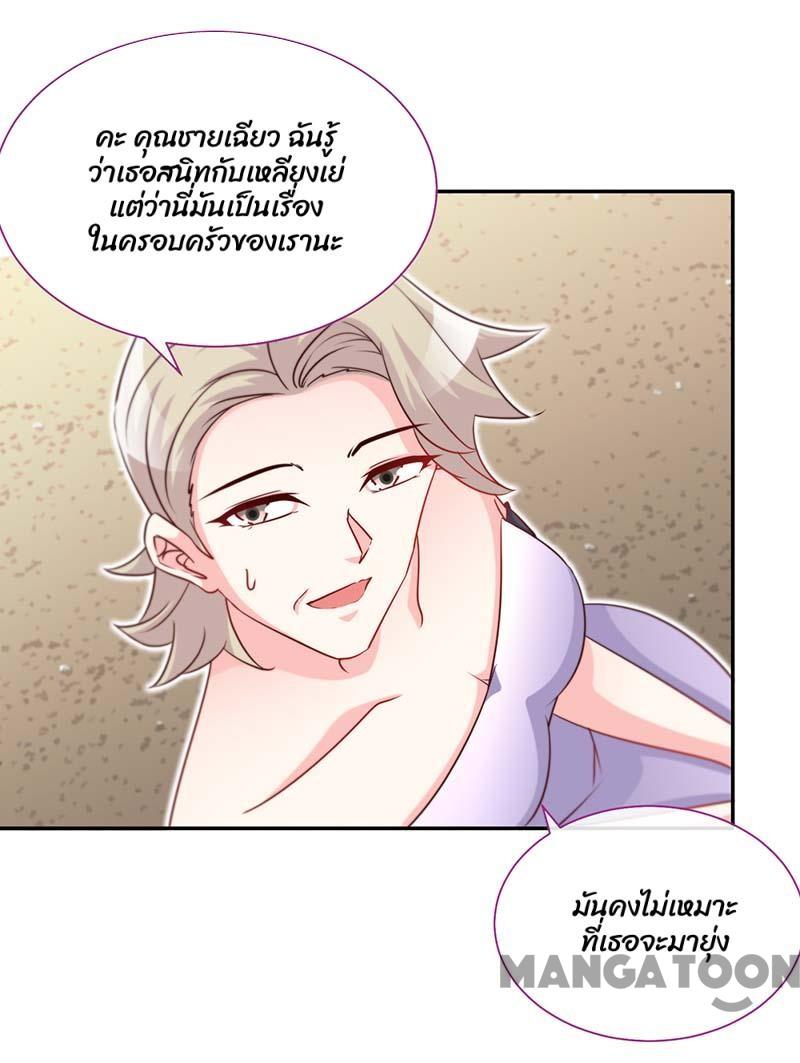 คะ คุณชายเฉียว ฉันรู้
ว่าเธอสนิทกับเหลียงเย่
แต่ว่านี่มันเป็นเรื่อง
ในครอบครัวของเรานะ
มันคงไม่เหมาะ
ที่เธอจะมายุ่ง
MANGATOON